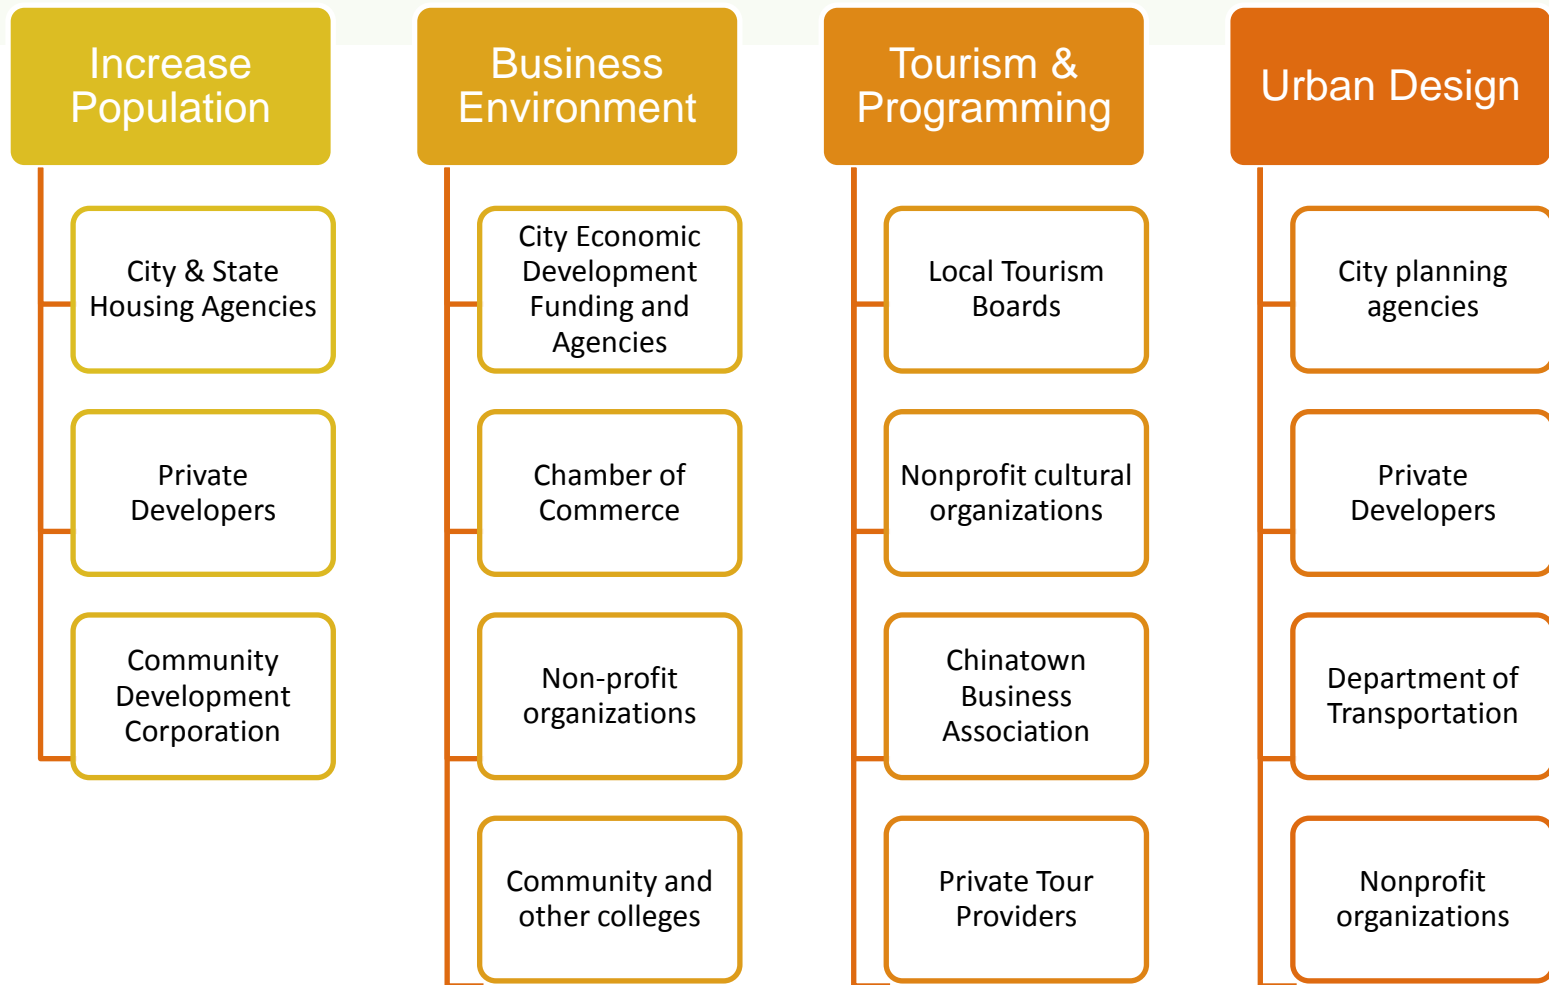 Increase
Population
City & State
Housing Agencies
Private
Developers
Community
Development
Corporation
Business
Environment
City Economic
Development
Funding and
Agencies
Chamber of
Commerce
Non-profit
organizations
Community and
other colleges
Tourism &
Programming
Local Tourism
Boards
Nonprofit cultural
organizations
Chinatown
Business
Association
Private Tour
Providers
Urban Design
City planning
agencies
Private
Developers
Department of
Transportation
Nonprofit
organizations